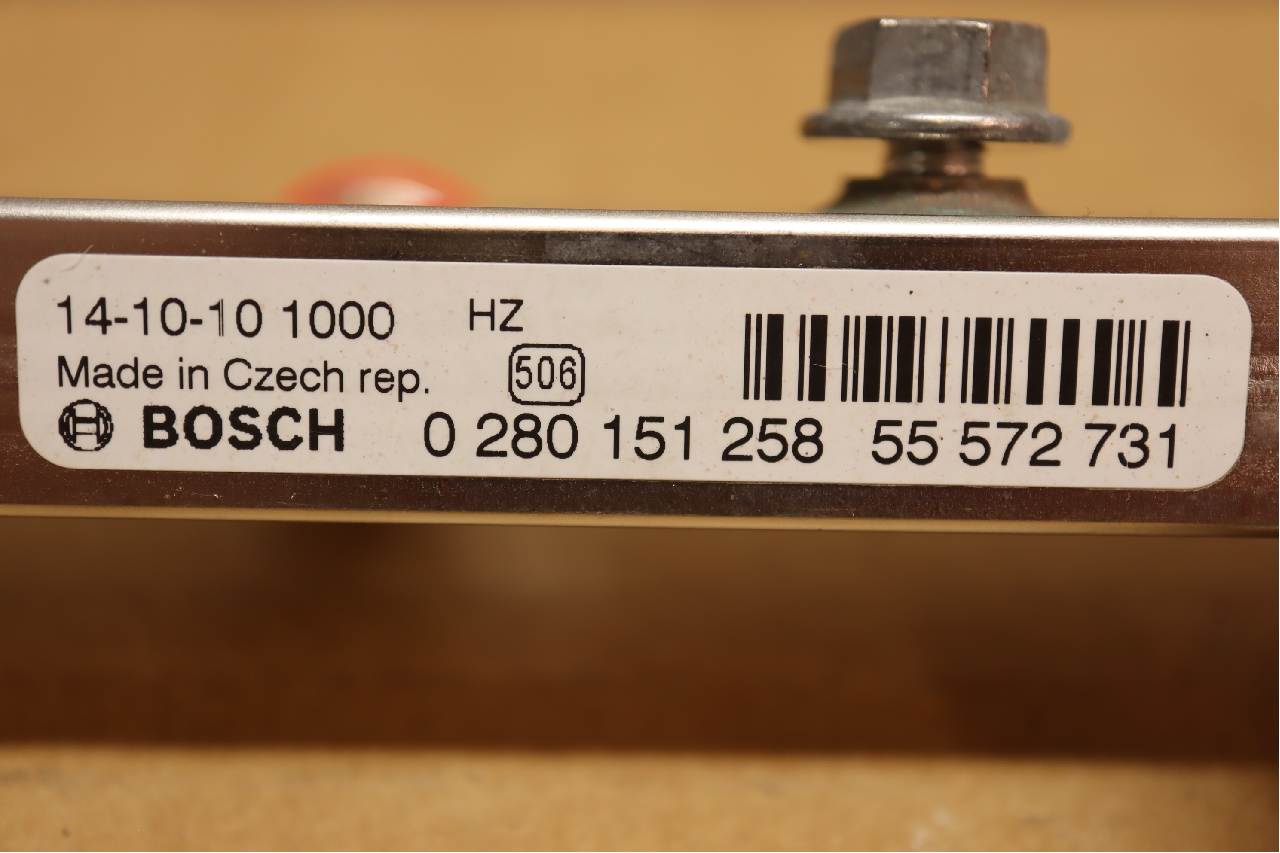 14-10-10 1000 HZ
Made in Czech rep. 506
BOSCH 0 280 151 258 55 572 731